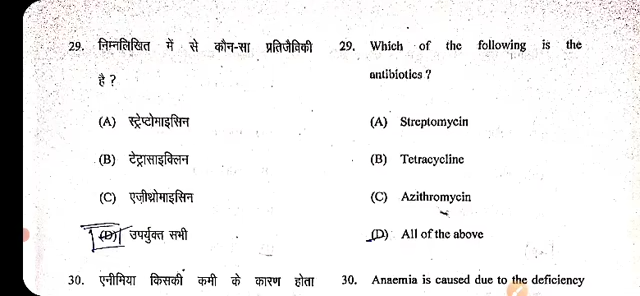 29. निम्नलिखित में से कौन-सा प्रतिजैविकी
है ?
(A) स्ट्रेप्टोमाइसिन
(B) टेट्रासाइक्लिन
(C) एज़ीथ्रोमाइसिन
(D) उपर्युक्त सभी
30. एनीमिया किसकी कमी के कारण होता
29. Which of the following is the
antibiotics ?
(A) Streptomycin
(B) Tetracycline
(C) Azithromycin
(D) All of the above
30. Anaemia is caused due to the deficiency